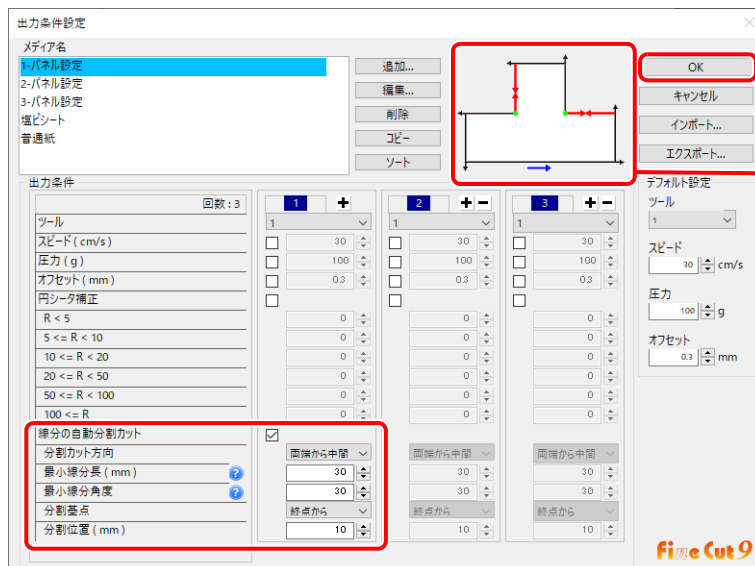 出力条件設定
メディア名
1-パネル設定
2-パネル設定
3-パネル設定
塩ビシート
普通紙
追加...
編集...
削除
コピー
ソート
OK
キャンセル
インポート...
エクスポート...
出力条件
回数 : 3
1 + 2 + − 3 + −
ツール 1 1 1
スピード ( cm/s ) 30 30 30
圧力 ( g ) 100 100 100
オフセット ( mm ) 0.3 0.3 0.3
円シータ補正
R < 5 0 0 0
5 <= R < 10 0 0 0
10 <= R < 20 0 0 0
20 <= R < 50 0 0 0
50 <= R < 100 0 0 0
100 <= R 0 0 0
線分の自動分割カット
分割カット方向 両端から中間 両端から中間 両端から中間
最小線分長 ( mm ) ? 30 30 30
最小線分角度 ? 30 30 30
分割基点 終点から 終点から 終点から
分割位置 ( mm ) 10 10 10
デフォルト設定
ツール
1
スピード
30 cm/s
圧力
100 g
オフセット
0.3 mm
Fine Cut 9